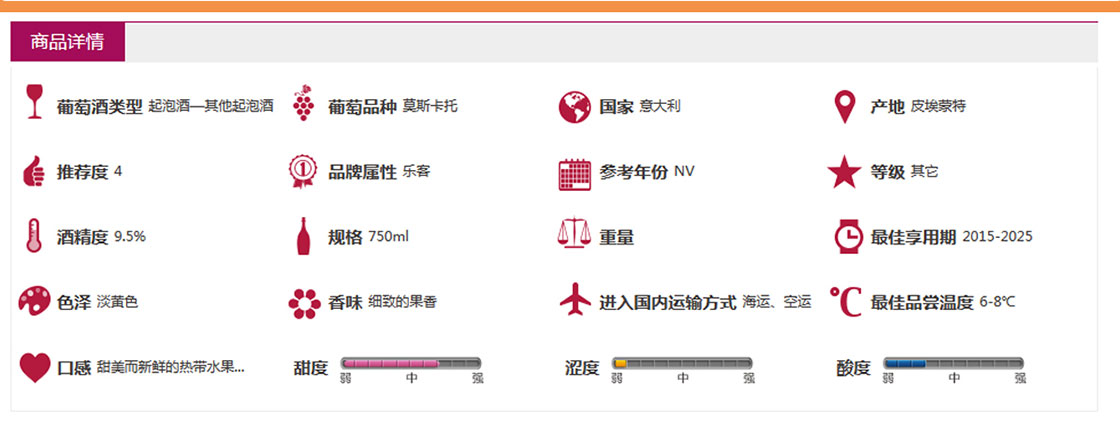 商品详情
葡萄酒类型 起泡酒—其他起泡酒 葡萄品种 莫斯卡托 国家 意大利 产地 皮埃蒙特
推荐度 4 品牌属性 乐客 参考年份 NV 等级 其它
酒精度 9.5% 规格 750ml 重量 最佳享用期 2015-2025
色泽 淡黄色 香味 细致的果香 进入国内运输方式 海运、空运 ℃ 最佳品尝温度 6-8℃
口感 甜美而新鲜的热带水果... 甜度 涩度 酸度
弱 中 强 弱 中 强 弱 中 强